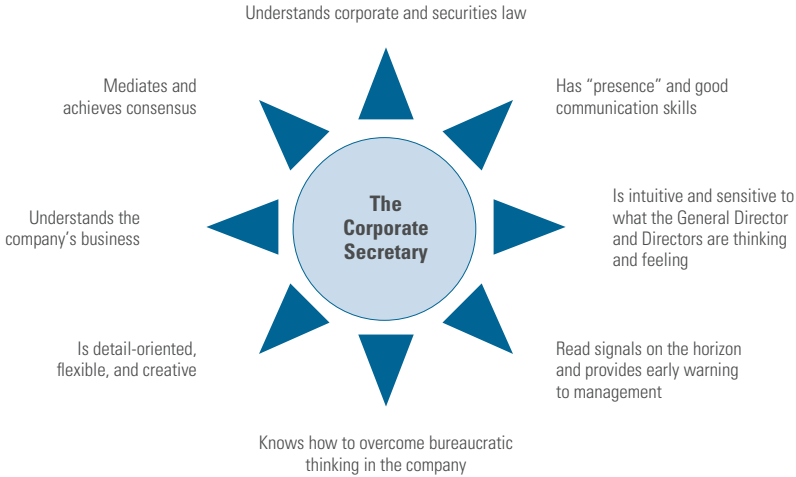 Understands corporate and securities law
Mediates and
achieves consensus
Has “presence” and good
communication skills
Understands the
company’s business
The
Corporate
Secretary
Is intuitive and sensitive to
what the General Director
and Directors are thinking
and feeling
Is detail-oriented,
flexible, and creative
Read signals on the horizon
and provides early warning
to management
Knows how to overcome bureaucratic
thinking in the company